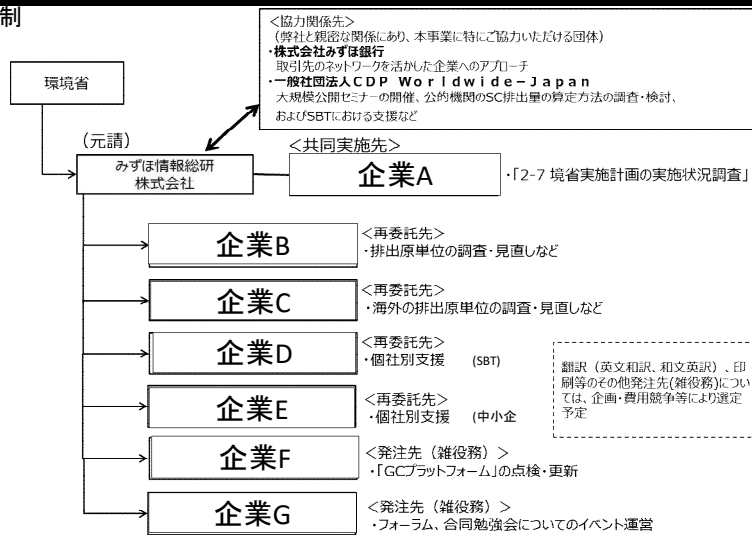 制
＜協力関係先＞
（弊社と親密な関係にあり、本事業に特にご協力いただける団体）
・株式会社みずほ銀行
取引先のネットワークを活かした企業へのアプローチ
・一般社団法人ＣＤＰ Ｗｏｒｌｄｗｉｄｅ－Ｊａｐａｎ
大規模公開セミナーの開催、公的機関のSC排出量の算定方法の調査・検討、
およびSBTにおける支援など
環境省
（元請）
みずほ情報総研
株式会社
＜共同実施先＞
企業A
・「2-7 境省実施計画の実施状況調査」
企業B
＜再委託先＞
・排出原単位の調査・見直しなど
企業C
＜再委託先＞
・海外の排出原単位の調査・見直しなど
企業D
＜再委託先＞
・個社別支援 (SBT)
企業E
＜再委託先＞
・個社別支援 (中小企
翻訳（英文和訳、和文英訳）、印
刷等のその他発注先(雑役務)につい
ては、企画・費用競争等により選定
予定
企業F
＜発注先（雑役務）＞
・「GCプラットフォーム」の点検・更新
企業G
＜発注先（雑役務）＞
・フォーラム、合同勉強会についてのイベント運営